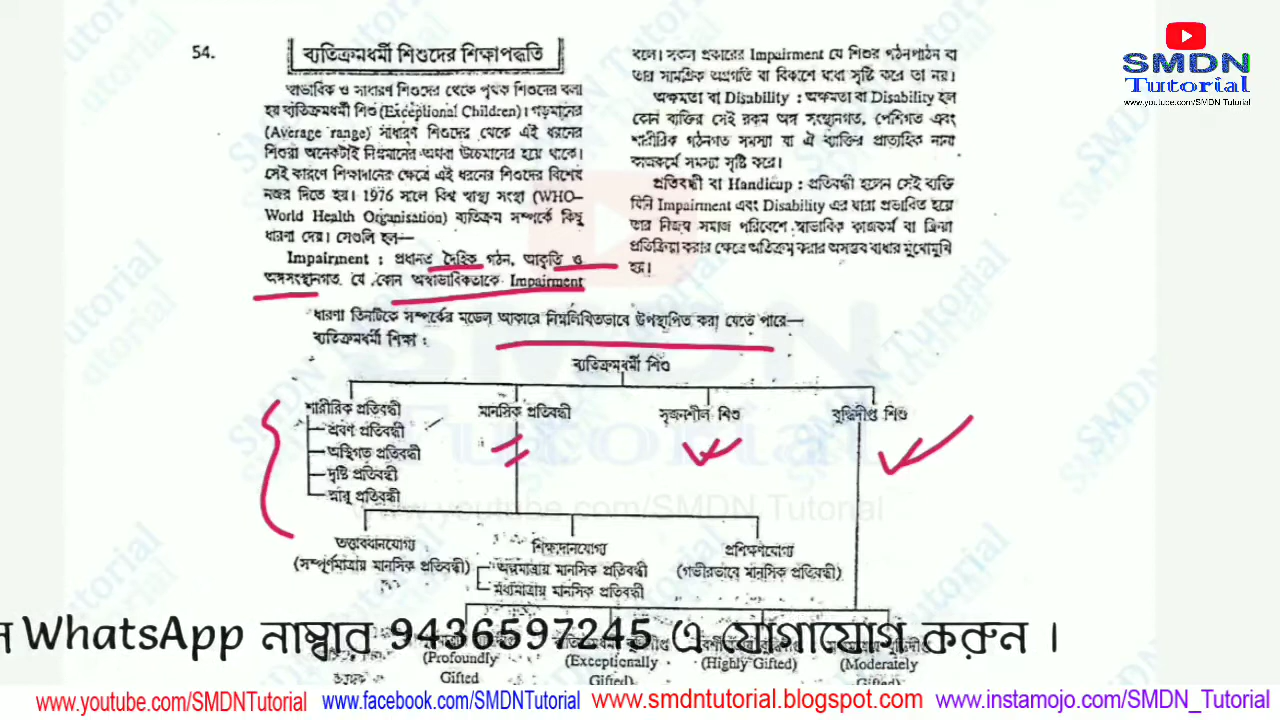 54.
ব্যতিক্রমধর্মী শিশুদের শিক্ষাপদ্ধতি
স্বাভাবিক ও সাধারণ শিশুদের থেকে পৃথক শিশুদের বলা
হয় ব্যতিক্রমধর্মী শিশু (Exceptional Children)। গড়মানের
(Average range) সাধারণ শিশুদের থেকে এই ধরনের
শিশুরা অনেকটাই নিম্নমানের অথবা উচ্চমানের হয়ে থাকে।
সেই কারণে শিক্ষাদানের ক্ষেত্রে এই ধরনের শিশুদের বিশেষ
নজর দিতে হয়। 1976 সালে বিশ্ব স্বাস্থ্য সংস্থা (WHO-
World Health Organisation) ব্যতিক্রম সম্পর্কে কিছু
ধারণা দেয়। সেগুলি হল—
Impairment : প্রধানত দৈহিক গঠন, আকৃতি ও
অঙ্গসংস্থানগত যে কোন অস্বাভাবিকতাকে Impairment
বলে। সকল প্রকারের Impairment যে শিশুর গঠনপাঠন বা
তার সামগ্রিক অগ্রগতি বা বিকাশে বাধা সৃষ্টি করে তা নয়।
অক্ষমতা বা Disability : অক্ষমতা বা Disability হল
কোন ব্যক্তির সেই রকম অঙ্গ সংস্থানগত, পেশিগত এবং
শারীরিক গঠনগত সমস্যা যা ঐ ব্যক্তির প্রাত্যহিক নানা
কাজকর্মে সমস্যা সৃষ্টি করে।
প্রতিবন্ধী বা Handicup : প্রতিবন্ধী হলেন সেই ব্যক্তি
যিনি Impairment এবং Disability এর দ্বারা প্রভাবিত হয়ে
তার নিজস্ব সমাজ পরিবেশে স্বাভাবিক কাজকর্ম বা ক্রিয়া
প্রতিক্রিয়া করার ক্ষেত্রে অতিক্রম করার অসম্ভব বাধার মুখোমুখি
হয়।
ধারণা তিনটিকে সম্পর্কের মডেল আকারে নিম্নলিখিতভাবে উপস্থাপিত করা যেতে পারে—
ব্যতিক্রমধর্মী শিক্ষা :
ব্যতিক্রমধর্মী শিশু
শারীরিক প্রতিবন্ধী মানসিক প্রতিবন্ধী সৃজনশীল শিশু বুদ্ধিদীপ্ত শিশু
শ্রবণ প্রতিবন্ধী
অস্থিগত প্রতিবন্ধী
দৃষ্টি প্রতিবন্ধী
স্নায়ু প্রতিবন্ধী
তত্ত্বাবধানযোগ্য শিক্ষাদানযোগ্য প্রশিক্ষণযোগ্য
(সম্পূর্ণমাত্রায় মানসিক প্রতিবন্ধী) অল্পমাত্রায় মানসিক প্রতিবন্ধী (গভীরভাবে মানসিক প্রতিবন্ধী)
মধ্যমাত্রায় মানসিক প্রতিবন্ধী
WhatsApp নাম্বার 9436597245 এ যোগাযোগ করুন ।
(Profoundly (Exceptionally (Highly Gifted) (Moderately
Gifted Gifted) Gifted)
SMDN
Tutorial
www.youtube.com/SMDN Tutorial
www.youtube.com/SMDN Tutorial
www.youtube.com/SMDNTutorial www.facebook.com/SMDNTutorial www.smdntutorial.blogspot.com www.instamojo.com/SMDN_Tutorial